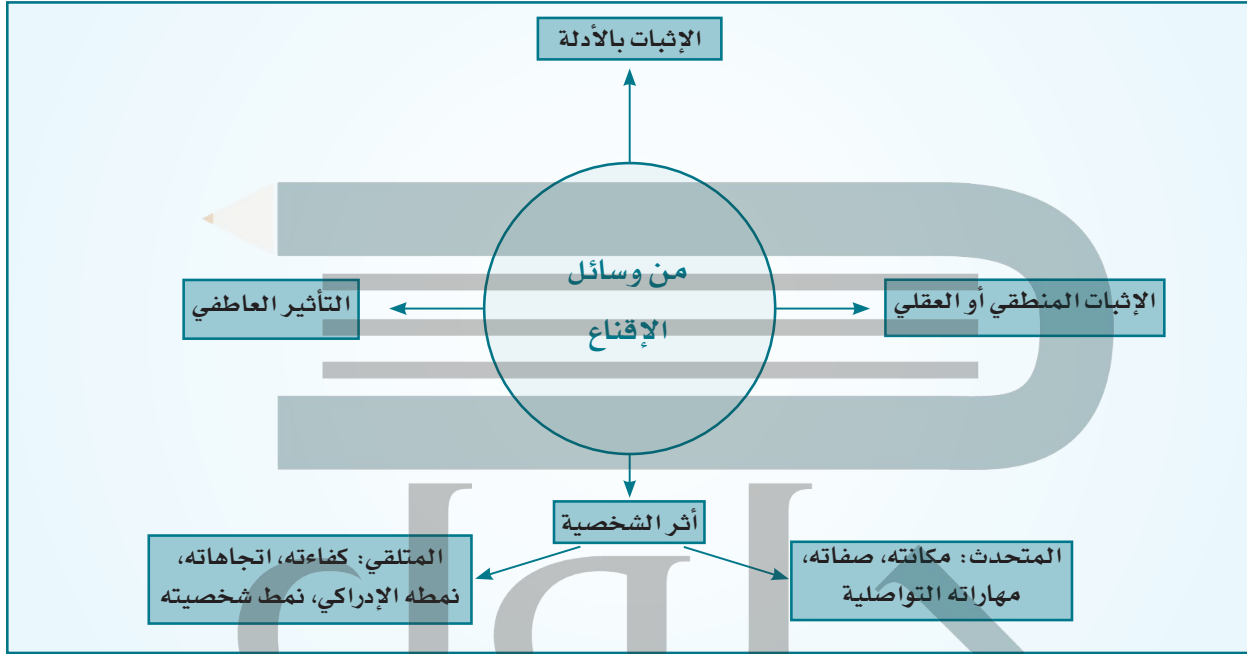 الإثبات بالأدلة
من وسائل
الإقناع
الإثبات المنطقي أو العقلي
التأثير العاطفي
أثر الشخصية
المتحدث: مكانته، صفاته،
مهاراته التواصلية
المتلقي: كفاءته، اتجاهاته،
نمطه الإدراكي، نمط شخصيته